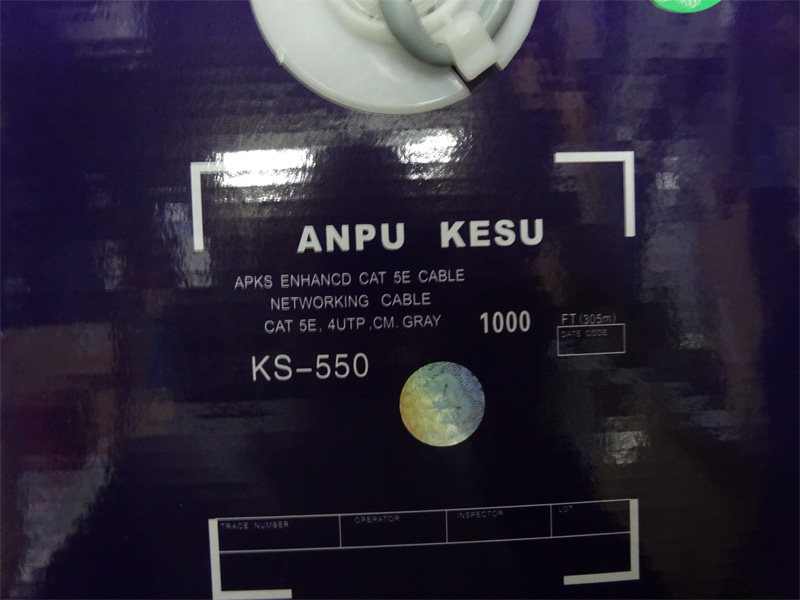 ANPU KESU
APKS ENHANCD CAT 5E CABLE
NETWORKING CABLE
CAT 5E, 4UTP ,CM. GRAY
1000 FT(305m)
DATE CODE
KS-550
TRACE NUMBER OPERATOR INSPECTOR LOT